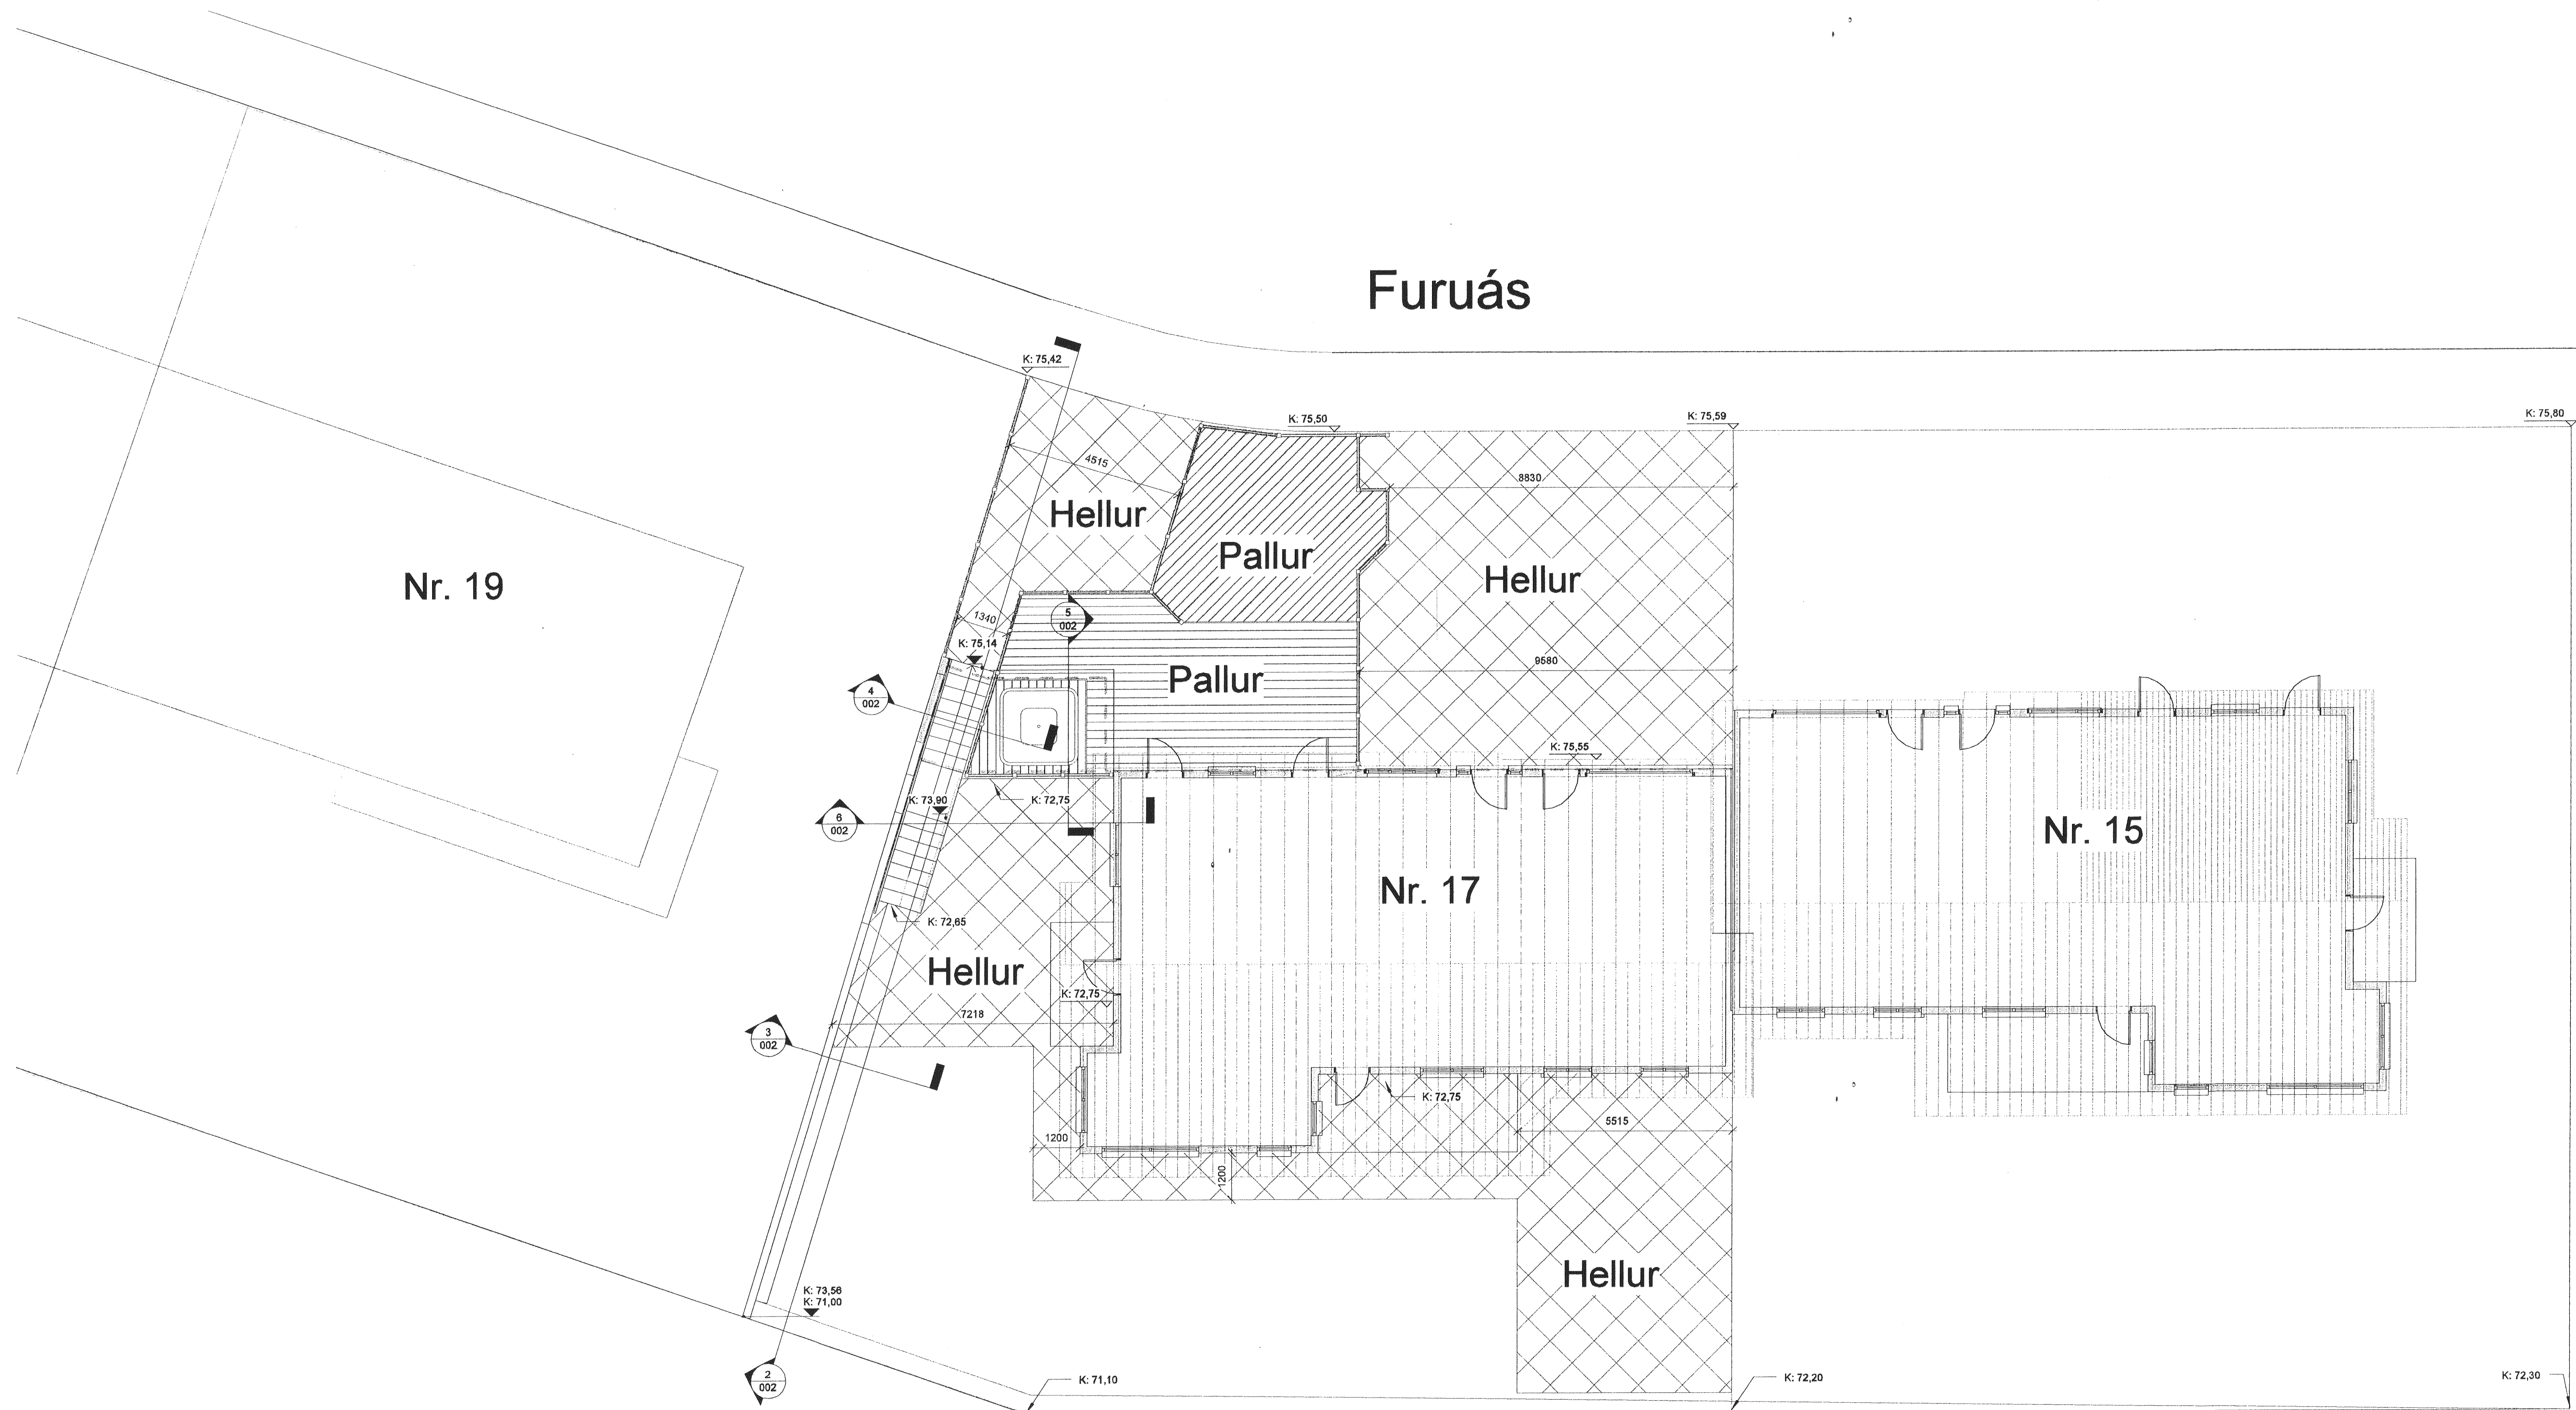 Furuás
K: 75,42
K: 75,50
K: 75,59
K: 75,80
4515
8830
Hellur
Pallur
Hellur
Nr. 19
5
002
1340
K: 75,14
9580
Pallur
4
002
K: 75,55
K: 72,75
K: 73,90
6
002
Nr. 15
Nr. 17
K: 72,65
Hellur
K: 72,75
7218
3
002
K: 72,75
5515
1200
1200
Hellur
K: 73,56
K: 71,00
2
002
K: 71,10
K: 72,20
K: 72,30